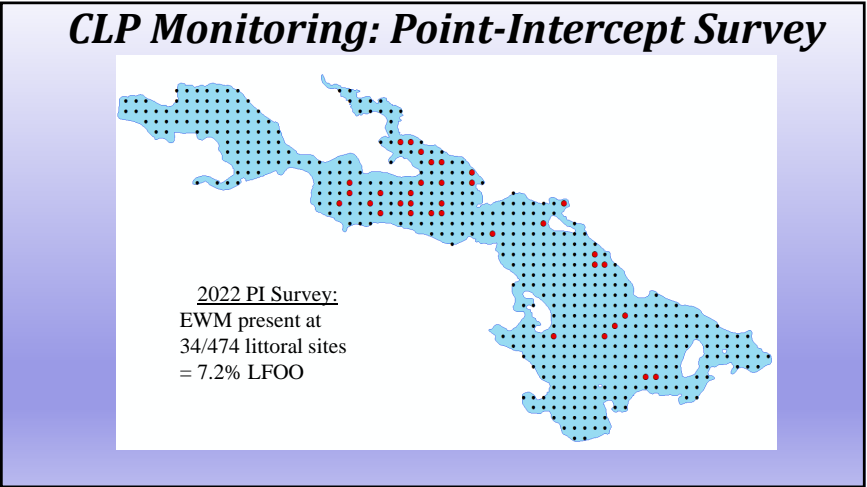 CLP Monitoring: Point-Intercept Survey
2022 PI Survey:
EWM present at
34/474 littoral sites
= 7.2% LFOO